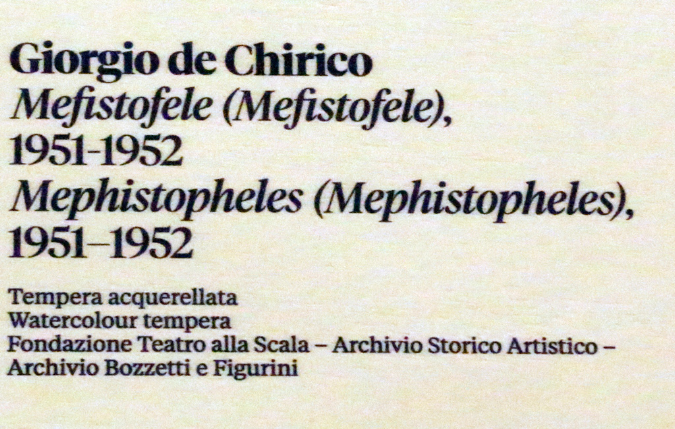 Giorgio de Chirico
Mefistofele (Mefistofele),
1951-1952
Mephistopheles (Mephistopheles),
1951–1952
Tempera acquerellata
Watercolour tempera
Fondazione Teatro alla Scala – Archivio Storico Artistico –
Archivio Bozzetti e Figurini